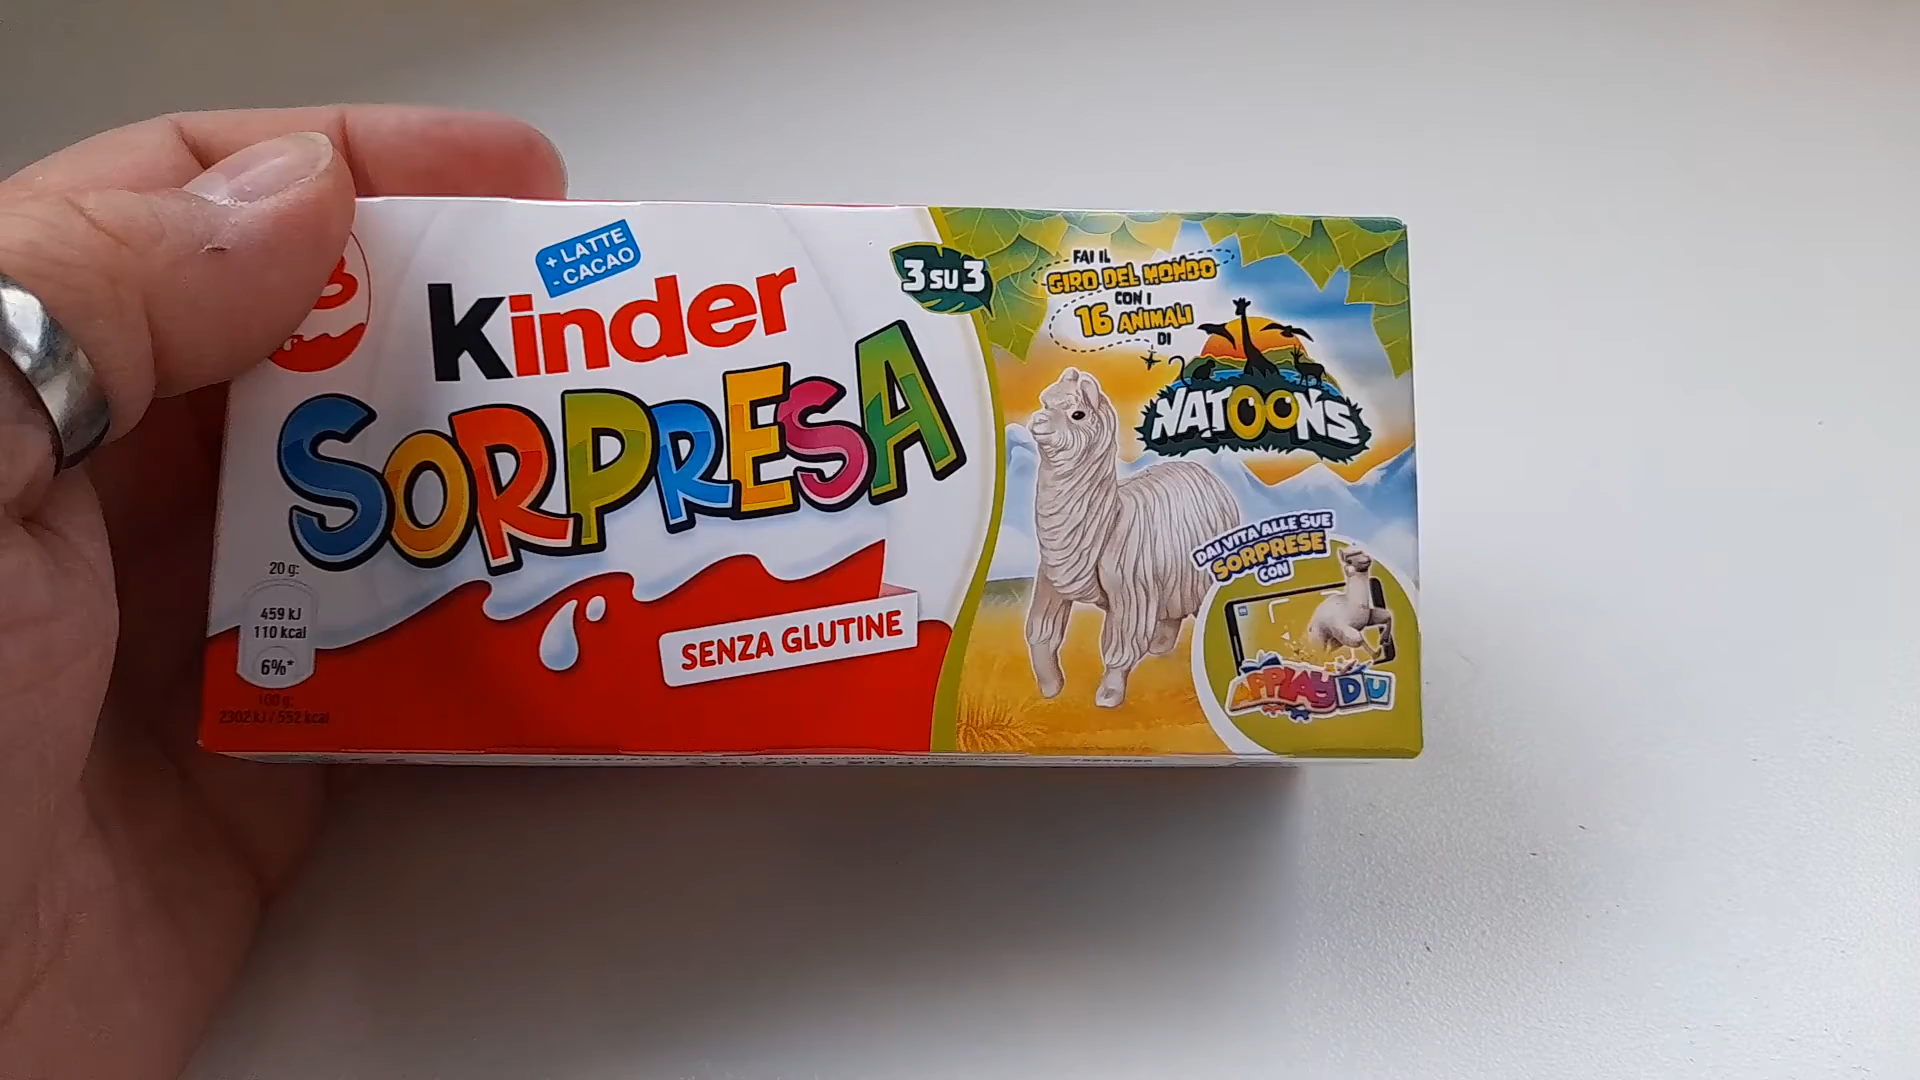 + LATTE
- CACAO
Kinder
SORPRESA
3 SU 3
FAI IL
GIRO DEL MONDO
CON I
16 ANIMALI
DI
NATOONS
DAI VITA ALLE SUE
SORPRESE
CON
APPLAYDU
SENZA GLUTINE
20 g:
459 kJ
110 kcal
6%*
100 g:
2302 kJ / 552 kcal